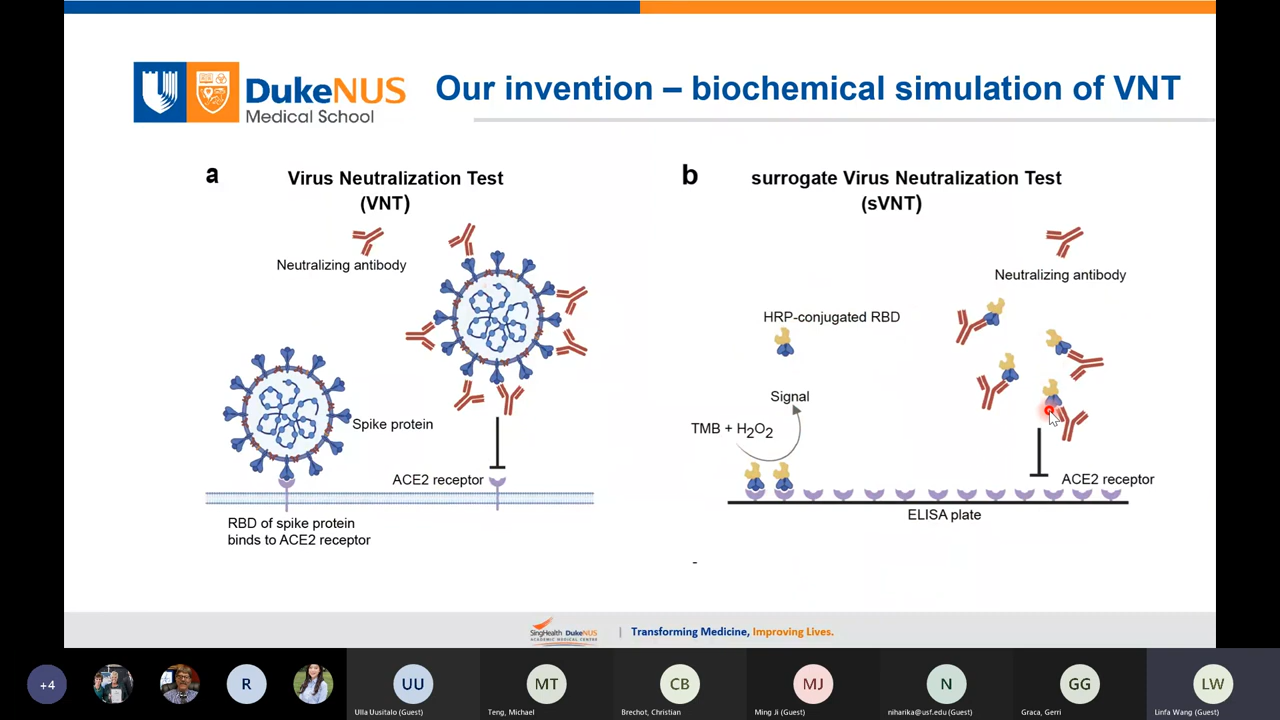 DukeNUS
Medical School
Our invention – biochemical simulation of VNT
a
Virus Neutralization Test
(VNT)
Neutralizing antibody
Spike protein
ACE2 receptor
RBD of spike protein
binds to ACE2 receptor
b
surrogate Virus Neutralization Test
(sVNT)
Neutralizing antibody
HRP-conjugated RBD
Signal
TMB + H2O2
ACE2 receptor
ELISA plate
-
SingHealth DukeNUS
ACADEMIC MEDICAL CENTRE
| Transforming Medicine, Improving Lives.
+4
R
UU
MT
CB
MJ
N
GG
LW
Ulla Uusitalo (Guest)
Teng, Michael
Brechot, Christian
Ming Ji (Guest)
niharika@usf.edu (Guest)
Graca, Gerri
Linfa Wang (Guest)